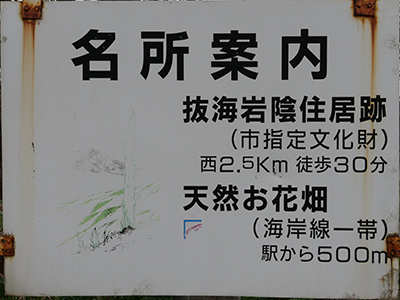 名所案内
抜海岩陰住居跡
(市指定文化財)
西2.5Km 徒歩30分
天然お花畑
(海岸線一帯)
駅から500m